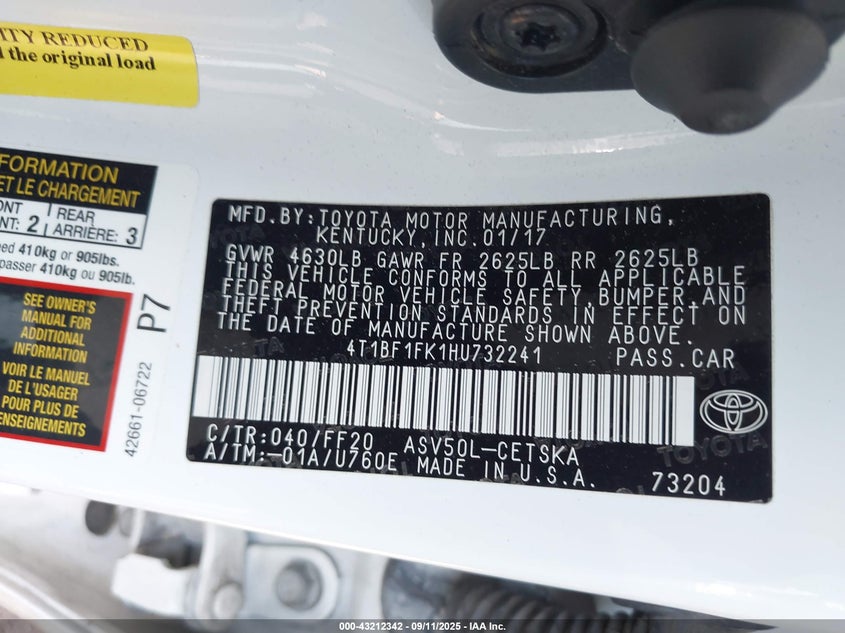 ITY REDUCED
the original load
FORMATION
ET LE CHARGEMENT
2
REAR
ARRIÈRE:
3
410kg or 905lbs.
passer 410kg ou 905lb.
SEE OWNER'S
MANUAL FOR
ADDITIONAL
INFORMATION
VOIR LE MANUEL
DE L'USAGER
POUR PLUS DE
RENSEIGNEMENTS
P7
42661-06722
MFD.BY:TOYOTA MOTOR MANUFACTURING,
KENTUCKY, INC.01/17
GVWR 4630LB GAWR FR 2625LB RR 2625LB
THIS VEHICLE CONFORMS TO ALL APPLICABLE
FEDERAL MOTOR VEHICLE SAFETY,BUMPER,AND
THEFT PREVENTION STANDARDS IN EFFECT ON
THE DATE OF MANUFACTURE SHOWN ABOVE.
4T1BF1FK1HU732241 PASS.CAR
C/TR:040/FF20 ASV50L-CETSKA
A/TM:-01A/U760E MADE IN U.S.A.
73204
TOYOTA
000-43212342 - 09/11/2025 - IAA Inc.